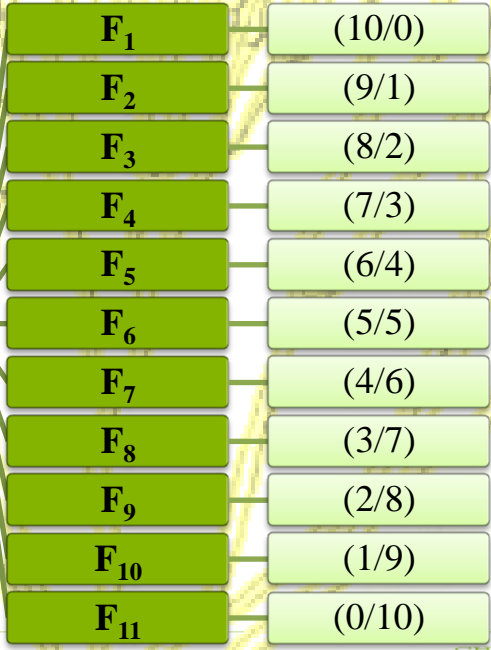 F₁ (10/0)
F₂ (9/1)
F₃ (8/2)
F₄ (7/3)
F₅ (6/4)
F₆ (5/5)
F₇ (4/6)
F₈ (3/7)
F₉ (2/8)
F₁₀ (1/9)
F₁₁ (0/10)